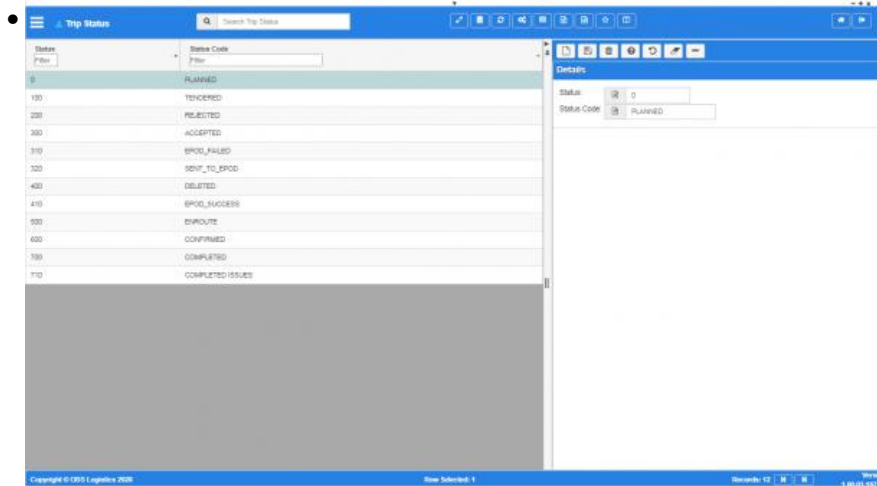 Trip Status
Search Trip Status
Status
Status Code
Filter
Filter
0 PLANNED
100 TENDERED
200 REJECTED
300 ACCEPTED
310 EPOD_FAILED
320 SENT_TO_EPOD
400 DELETED
410 EPOD_SUCCESS
500 ENROUTE
600 CONFIRMED
700 COMPLETED
710 COMPLETED ISSUES
Details
Status: 0
Status Code: PLANNED
Copyright © OBS Logistics 2020
Row Selected: 1
Records: 12